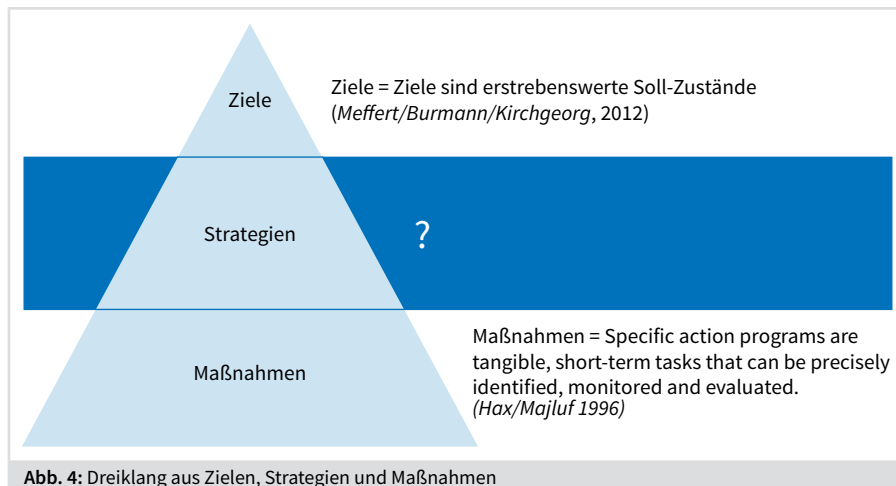 Ziele
Ziele = Ziele sind erstrebenswerte Soll-Zustände
(Meffert/Burmann/Kirchgeorg, 2012)
Strategien
?
Maßnahmen
Maßnahmen = Specific action programs are
tangible, short-term tasks that can be precisely
identified, monitored and evaluated.
(Hax/Majluf 1996)
Abb. 4: Dreiklang aus Zielen, Strategien und Maßnahmen